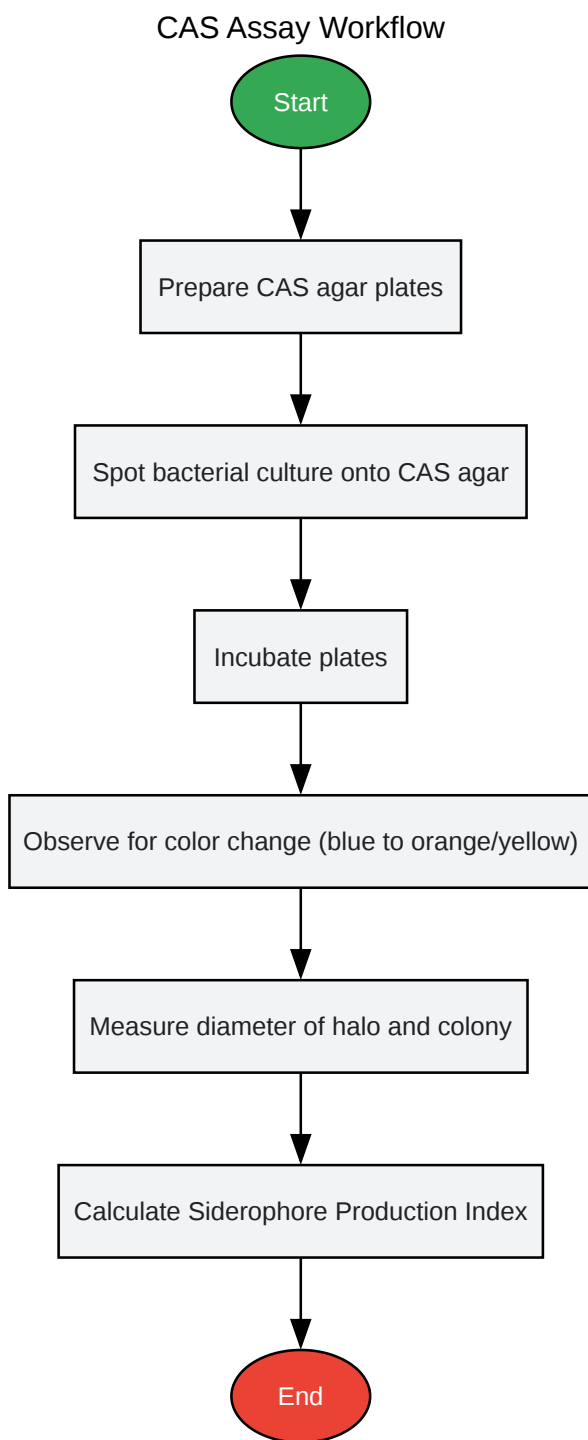 CAS Assay Workflow
Start
Prepare CAS agar plates
Spot bacterial culture onto CAS agar
Incubate plates
Observe for color change (blue to orange/yellow)
Measure diameter of halo and colony
Calculate Siderophore Production Index
End